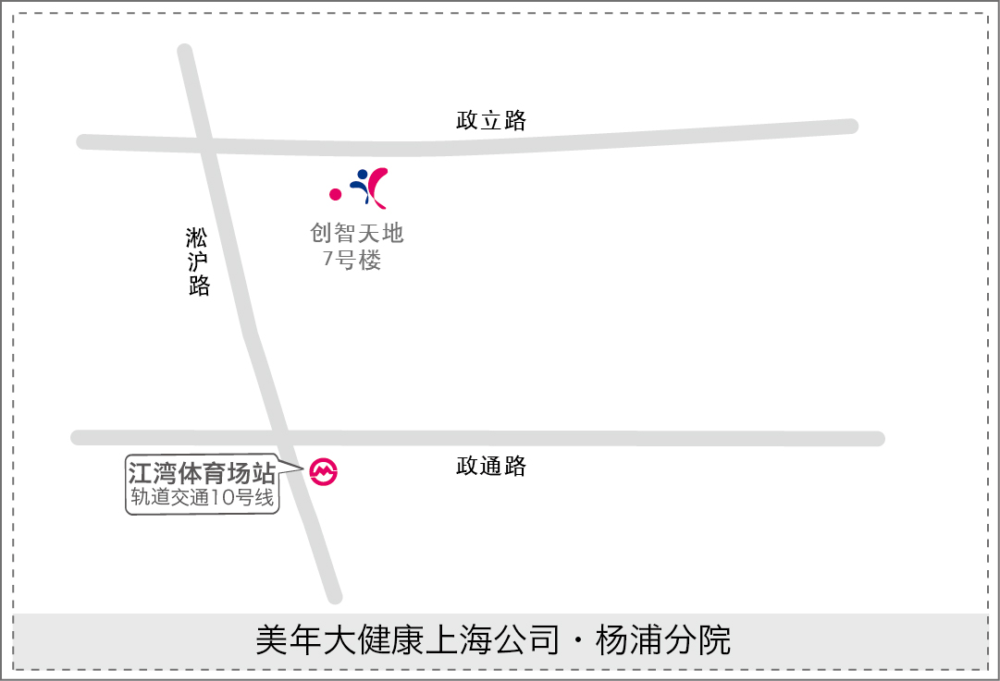 政立路
创智天地
7号楼
淞沪路
政通路
江湾体育场站
轨道交通10号线
美年大健康上海公司·杨浦分院